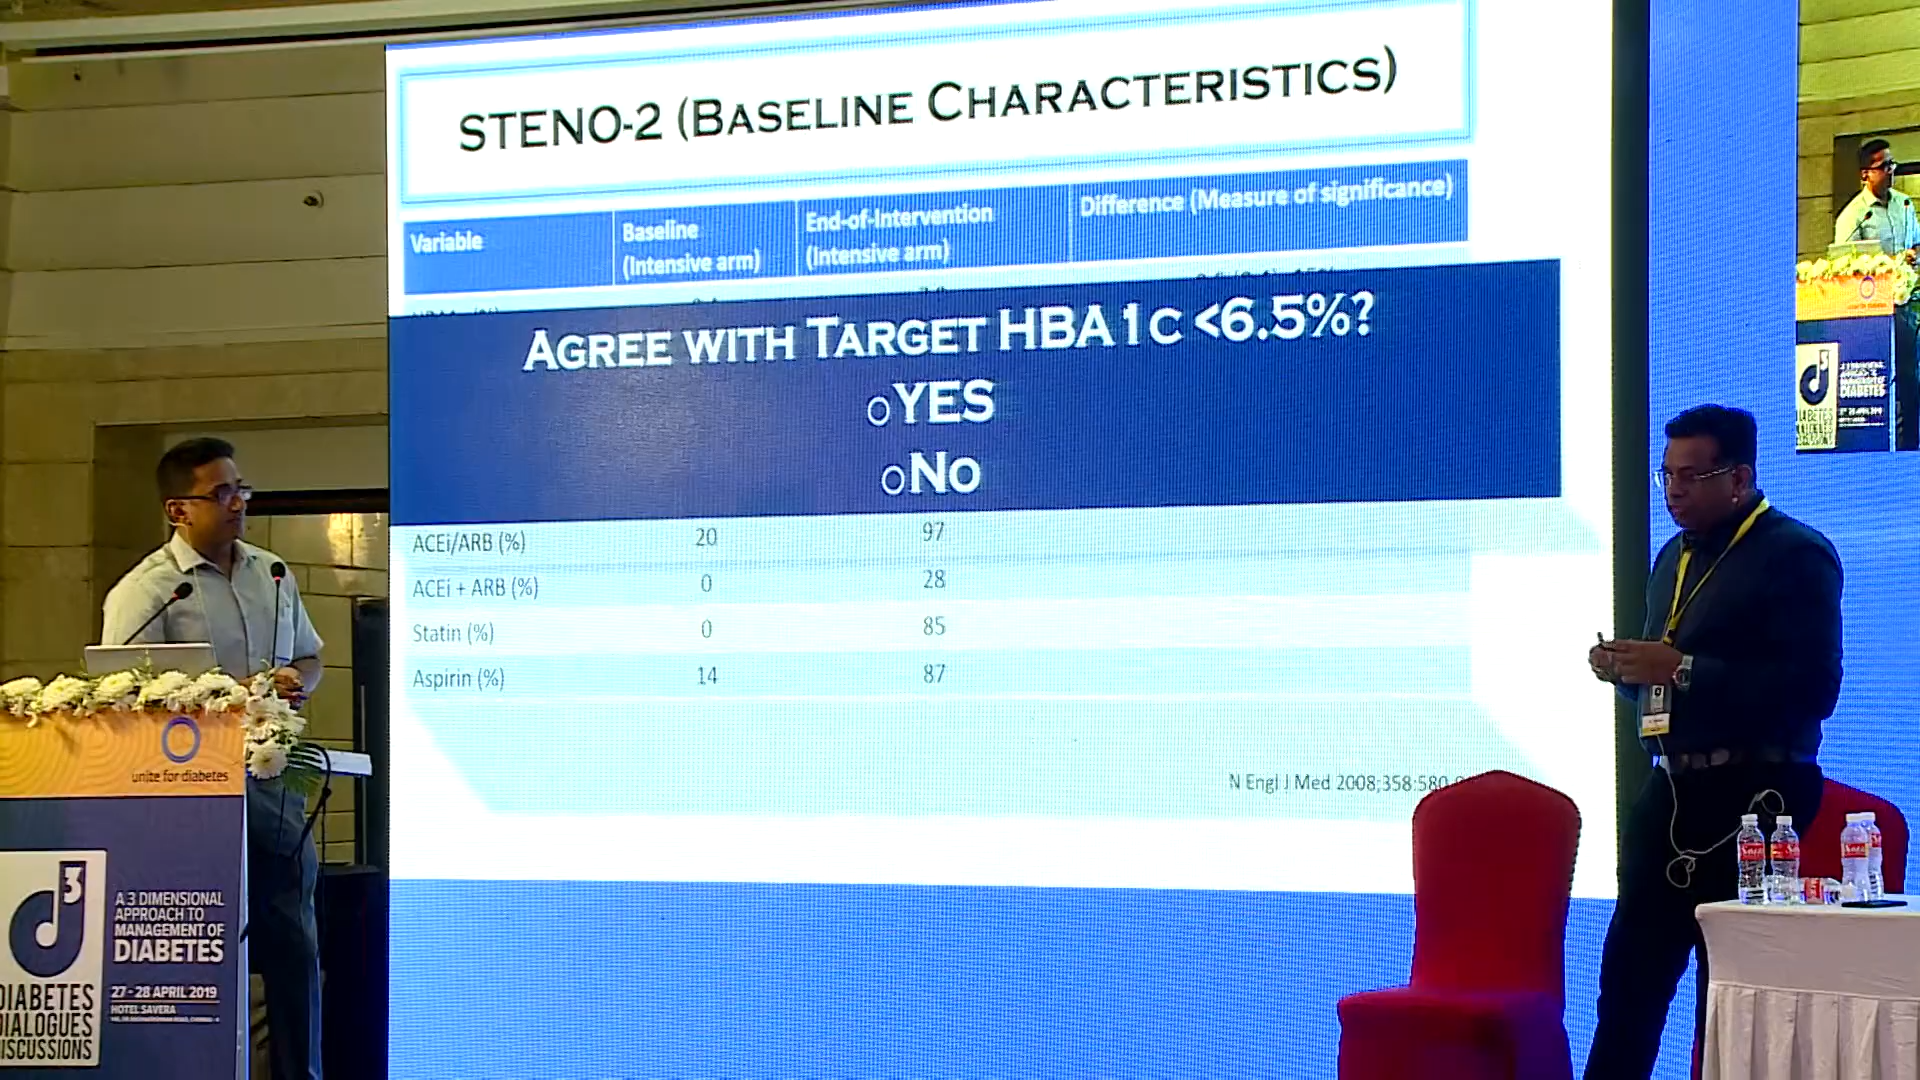 STENO-2 (BASELINE CHARACTERISTICS)
Variable
Baseline
(Intensive arm)
End-of-Intervention
(Intensive arm)
Difference (Measure of significance)
AGREE WITH TARGET HBA1C <6.5%?
○YES
○NO
ACEi/ARB (%) 20 97
ACEi + ARB (%) 0 28
Statin (%) 0 85
Aspirin (%) 14 87
N Engl J Med 2008;358:580
unite for diabetes
d3
A 3 DIMENSIONAL
APPROACH TO
MANAGEMENT OF
DIABETES
27 - 28 APRIL 2019
HOTEL SAVERA
DIABETES
DIALOGUES
DISCUSSIONS
DIABETES